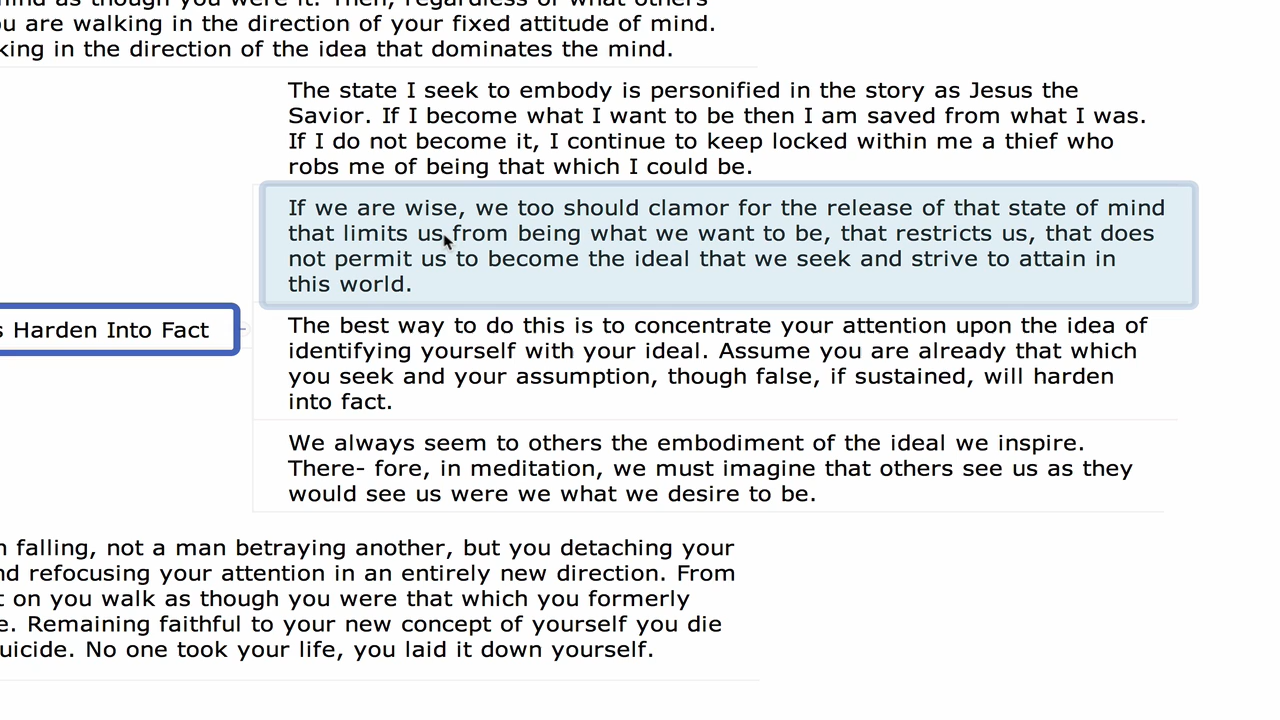 as though you were it. Then, regardless of what others
you are walking in the direction of your fixed attitude of mind.
king in the direction of the idea that dominates the mind.
The state I seek to embody is personified in the story as Jesus the
Savior. If I become what I want to be then I am saved from what I was.
If I do not become it, I continue to keep locked within me a thief who
robs me of being that which I could be.
If we are wise, we too should clamor for the release of that state of mind
that limits us from being what we want to be, that restricts us, that does
not permit us to become the ideal that we seek and strive to attain in
this world.
s Harden Into Fact
The best way to do this is to concentrate your attention upon the idea of
identifying yourself with your ideal. Assume you are already that which
you seek and your assumption, though false, if sustained, will harden
into fact.
We always seem to others the embodiment of the ideal we inspire.
There- fore, in meditation, we must imagine that others see us as they
would see us were we what we desire to be.
n falling, not a man betraying another, but you detaching your
nd refocusing your attention in an entirely new direction. From
t on you walk as though you were that which you formerly
e. Remaining faithful to your new concept of yourself you die
uicide. No one took your life, you laid it down yourself.